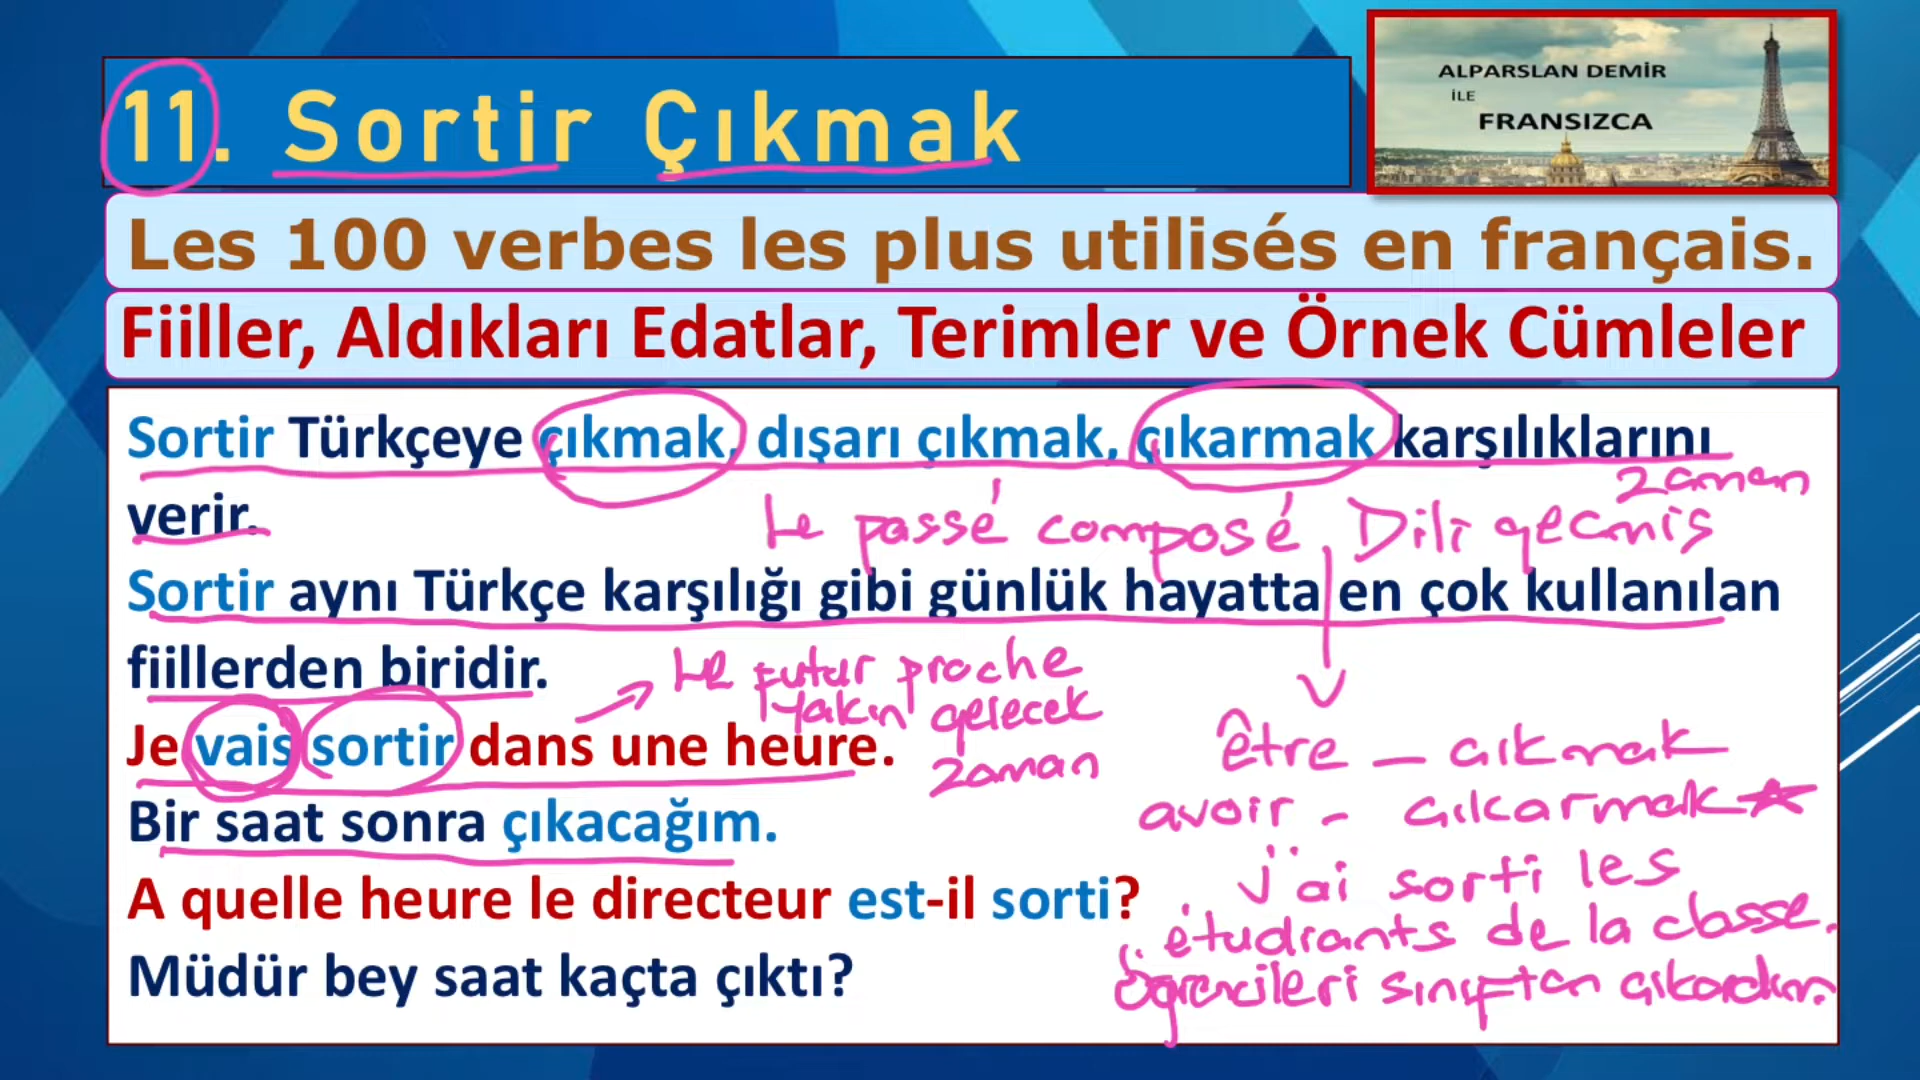 11. Sortir Çıkmak
ALPARSLAN DEMİR
İLE
FRANSIZCA
Les 100 verbes les plus utilisés en français.
Fiiller, Aldıkları Edatlar, Terimler ve Örnek Cümleler
Sortir Türkçeye çıkmak, dışarı çıkmak, çıkarmak karşılıklarını
verir.
Le passé composé Dili geçmiş
zaman
Sortir aynı Türkçe karşılığı gibi günlük hayatta en çok kullanılan
fiillerden biridir.
Le futur proche
Yakın gelecek
zaman
Je vais sortir dans une heure.
Bir saat sonra çıkacağım.
être – çıkmak
avoir – çıkarmak
A quelle heure le directeur est-il sorti?
Müdür bey saat kaçta çıktı?
J'ai sorti les
étudiants de la classe.
Öğrencileri sınıftan çıkardım.